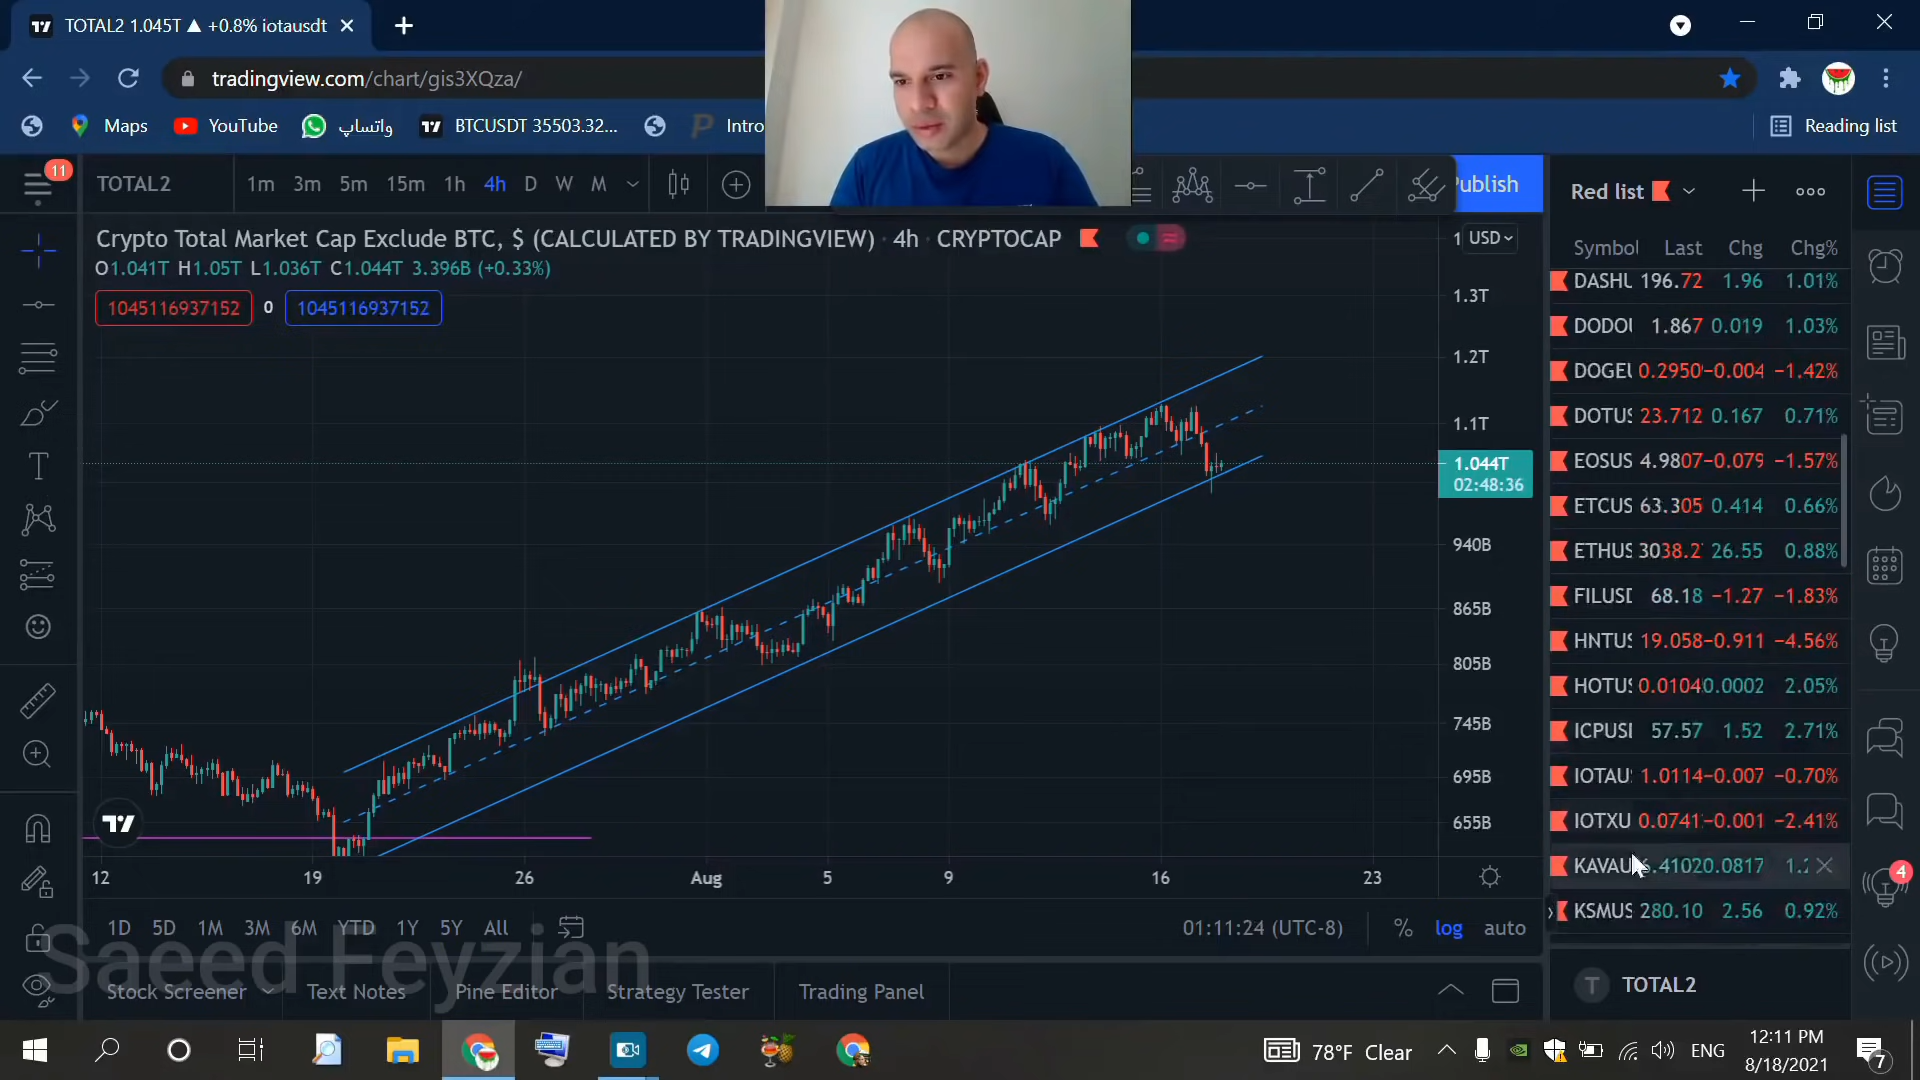 TOTAL2 1.045T ▲ +0.8% iotausdt
tradingview.com/chart/gis3XQza/
Maps
YouTube
واتساپ
BTCUSDT 35503.32...
Intro
Reading list
11
TOTAL2
1m 3m 5m 15m 1h 4h D W M
ublish
Red list
Crypto Total Market Cap Exclude BTC, $ (CALCULATED BY TRADINGVIEW) · 4h · CRYPTOCAP
O1.041T H1.05T L1.036T C1.044T 3.396B (+0.33%)
1045116937152 0 1045116937152
USD
1.3T
1.2T
1.1T
1.044T
02:48:36
940B
865B
805B
745B
695B
655B
12 19 26 Aug 5 9 16 23
Symbol Last Chg Chg%
DASHU 196.72 1.96 1.01%
DODOU 1.867 0.019 1.03%
DOGEU 0.2950 -0.004 -1.42%
DOTUS 23.712 0.167 0.71%
EOSUS 4.9807 -0.079 -1.57%
ETCUS 63.305 0.414 0.66%
ETHUS 3038.2 26.55 0.88%
FILUSD 68.18 -1.27 -1.83%
HNTUS 19.058 -0.911 -4.56%
HOTUS 0.0104 0.0002 2.05%
ICPUSD 57.57 1.52 2.71%
IOTAU 1.0114 -0.007 -0.70%
IOTXU 0.0741 -0.001 -2.41%
KAVAU .4102 0.0817 1.2
KSMUS 280.10 2.56 0.92%
T TOTAL2
4
1D 5D 1M 3M 6M YTD 1Y 5Y All
01:11:24 (UTC-8) % log auto
Saeed Feyzian
Stock Screener Text Notes Pine Editor Strategy Tester Trading Panel
78°F Clear
ENG
12:11 PM
8/18/2021
7